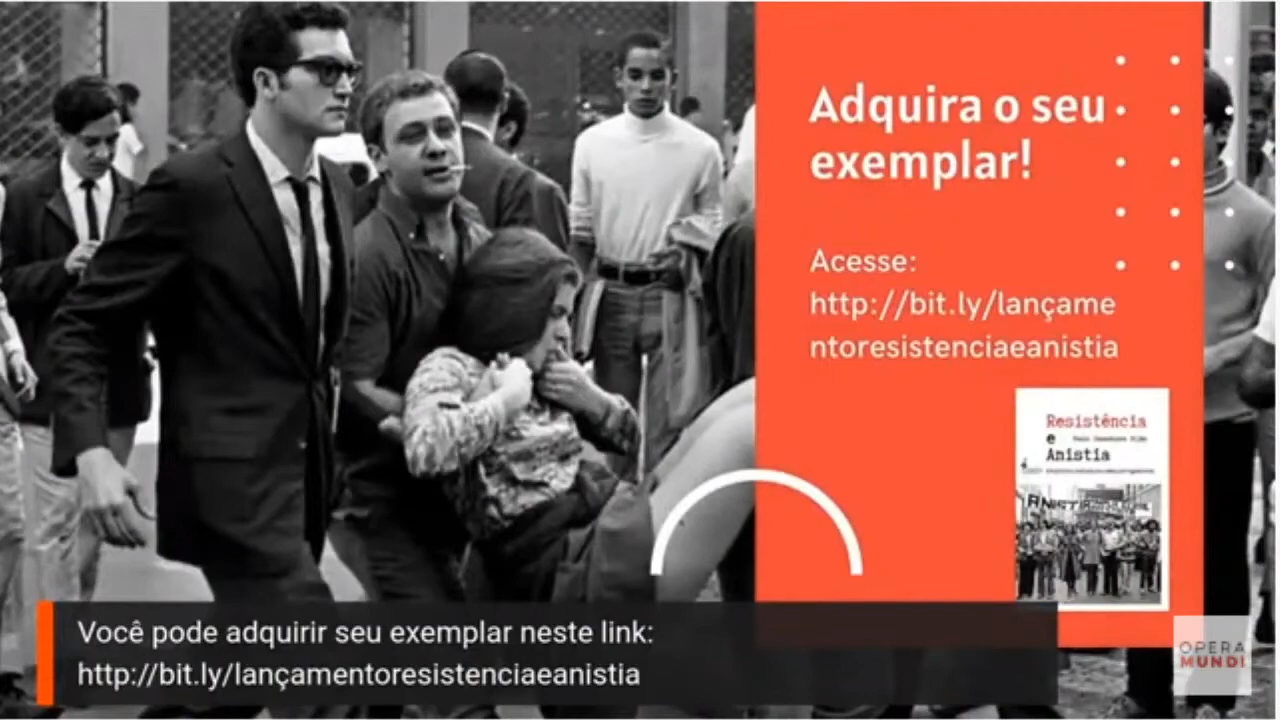 Adquira o seu
exemplar!
Acesse:
http://bit.ly/lançame
ntoresistenciaeanistia
Resistência
e
Anistia
ANISTIA
Você pode adquirir seu exemplar neste link:
http://bit.ly/lançamentoresistenciaeanistia
OPERA
MUNDI